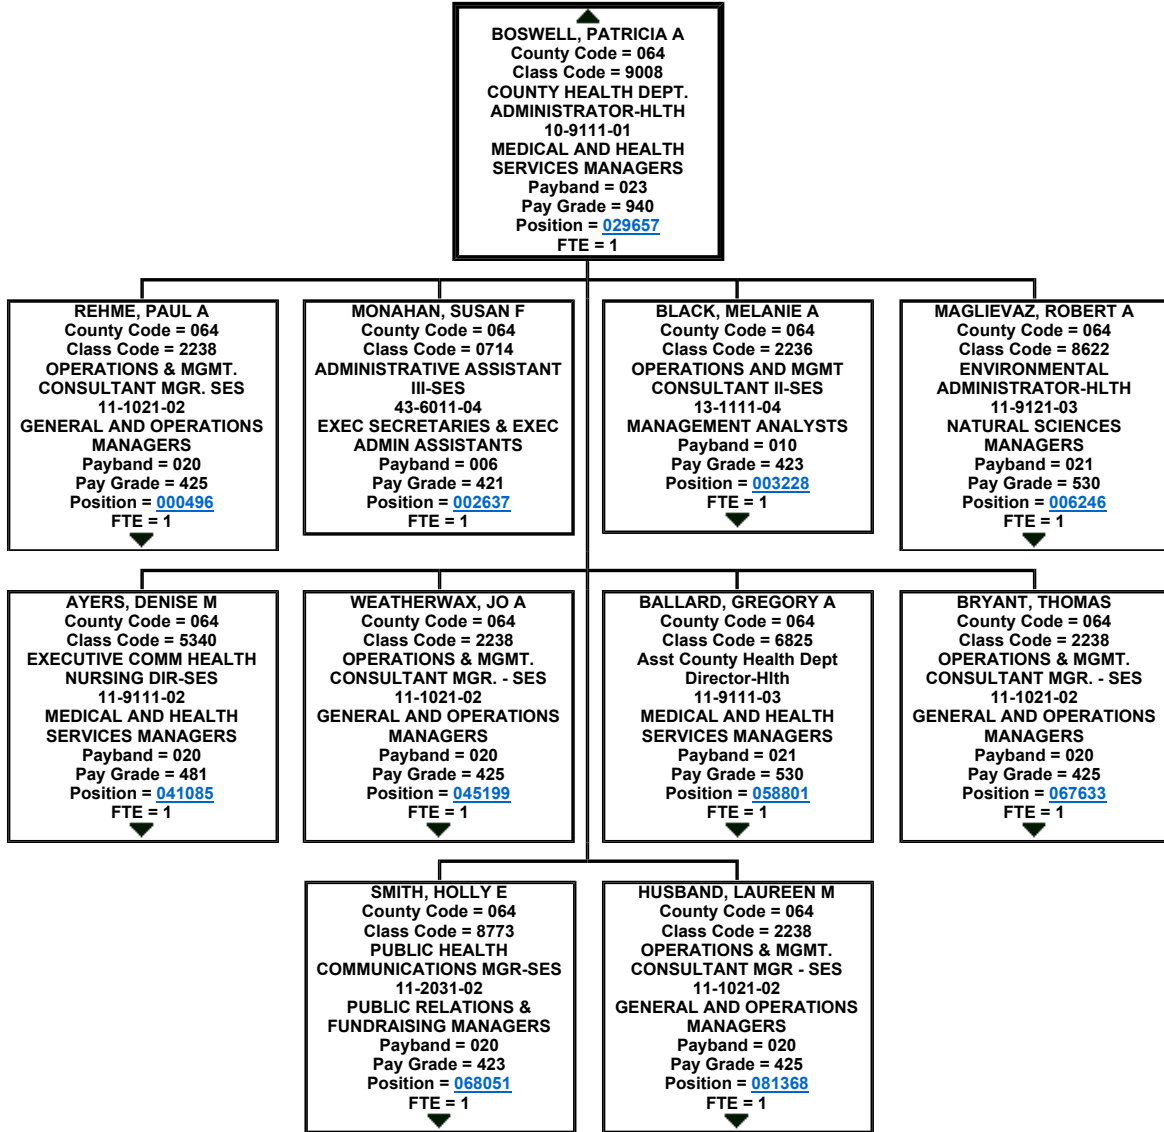 BOSWELL, PATRICIA A
County Code = 064
Class Code = 9008
COUNTY HEALTH DEPT.
ADMINISTRATOR-HLTH
10-9111-01
MEDICAL AND HEALTH
SERVICES MANAGERS
Payband = 023
Pay Grade = 940
Position = 029657
FTE = 1
REHME, PAUL A
County Code = 064
Class Code = 2238
OPERATIONS & MGMT.
CONSULTANT MGR. SES
11-1021-02
GENERAL AND OPERATIONS
MANAGERS
Payband = 020
Pay Grade = 425
Position = 000496
FTE = 1
MONAHAN, SUSAN F
County Code = 064
Class Code = 0714
ADMINISTRATIVE ASSISTANT
III-SES
43-6011-04
EXEC SECRETARIES & EXEC
ADMIN ASSISTANTS
Payband = 006
Pay Grade = 421
Position = 002637
FTE = 1
BLACK, MELANIE A
County Code = 064
Class Code = 2236
OPERATIONS AND MGMT
CONSULTANT II-SES
13-1111-04
MANAGEMENT ANALYSTS
Payband = 010
Pay Grade = 423
Position = 003228
FTE = 1
MAGLIEVAZ, ROBERT A
County Code = 064
Class Code = 8622
ENVIRONMENTAL
ADMINISTRATOR-HLTH
11-9121-03
NATURAL SCIENCES
MANAGERS
Payband = 021
Pay Grade = 530
Position = 006246
FTE = 1
AYERS, DENISE M
County Code = 064
Class Code = 5340
EXECUTIVE COMM HEALTH
NURSING DIR-SES
11-9111-02
MEDICAL AND HEALTH
SERVICES MANAGERS
Payband = 020
Pay Grade = 481
Position = 041085
FTE = 1
WEATHERWAX, JO A
County Code = 064
Class Code = 2238
OPERATIONS & MGMT.
CONSULTANT MGR. - SES
11-1021-02
GENERAL AND OPERATIONS
MANAGERS
Payband = 020
Pay Grade = 425
Position = 045199
FTE = 1
BALLARD, GREGORY A
County Code = 064
Class Code = 6825
Asst County Health Dept
Director-Hlth
11-9111-03
MEDICAL AND HEALTH
SERVICES MANAGERS
Payband = 021
Pay Grade = 530
Position = 058801
FTE = 1
BRYANT, THOMAS
County Code = 064
Class Code = 2238
OPERATIONS & MGMT.
CONSULTANT MGR. - SES
11-1021-02
GENERAL AND OPERATIONS
MANAGERS
Payband = 020
Pay Grade = 425
Position = 067633
FTE = 1
SMITH, HOLLY E
County Code = 064
Class Code = 8773
PUBLIC HEALTH
COMMUNICATIONS MGR-SES
11-2031-02
PUBLIC RELATIONS &
FUNDRAISING MANAGERS
Payband = 020
Pay Grade = 423
Position = 068051
FTE = 1
HUSBAND, LAUREEN M
County Code = 064
Class Code = 2238
OPERATIONS & MGMT.
CONSULTANT MGR - SES
11-1021-02
GENERAL AND OPERATIONS
MANAGERS
Payband = 020
Pay Grade = 425
Position = 081368
FTE = 1